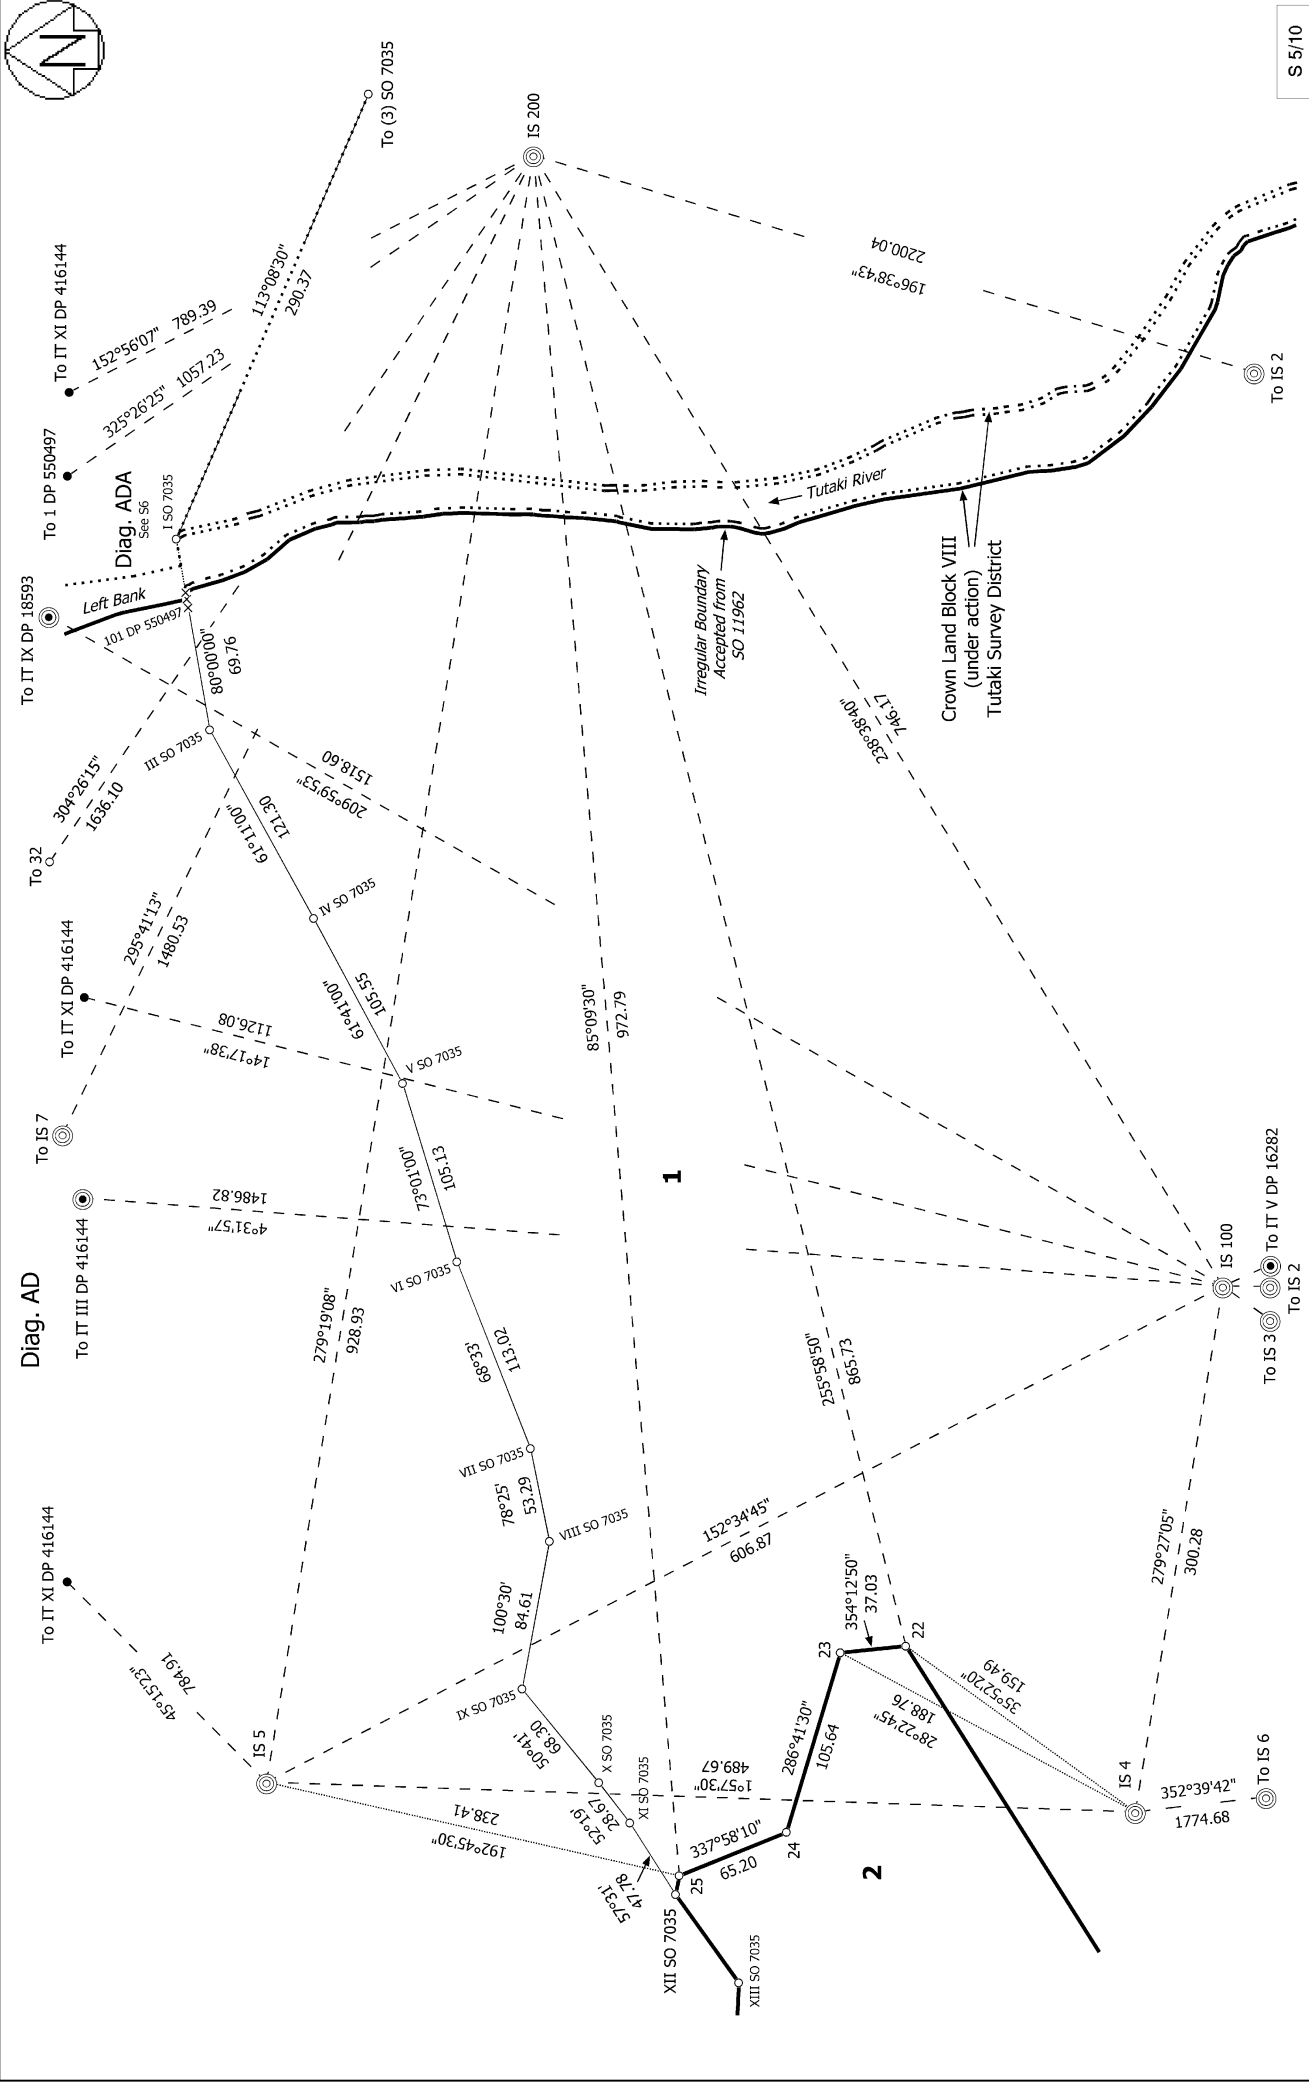 Diag. AD
N
S 5/10
To IT XI DP 416144
45°15'23"
784.91
IS 5
To IT III DP 416144
4°31'57"
1486.82
To IS 7
295°41'13"
1480.53
To IT XI DP 416144
14°17'38"
1126.08
To 32
304°26'15"
1636.10
To IT IX DP 18593
209°59'53"
1518.60
To 1 DP 550497
325°26'25" 1057.23
To IT XI DP 416144
152°56'07" 789.39
Diag. ADA
See S6
I SO 7035
113°08'30"
290.37
To (3) SO 7035
Left Bank
101 DP 550497
80°00'00"
69.76
III SO 7035
61°11'00"
121.30
IV SO 7035
61°41'00"
105.55
V SO 7035
73°01'00"
105.13
VI SO 7035
68°33'
113.02
VII SO 7035
78°25'
53.29
VIII SO 7035
100°30'
84.61
IX SO 7035
50°41'
68.30
X SO 7035
52°19'
28.67
XI SO 7035
57°31'
47.78
XII SO 7035
XIII SO 7035
279°19'08"
928.93
IS 200
196°38'43"
2200.04
To IS 2
85°09'30"
972.79
1
255°58'50"
865.73
238°38'40"
746.17
Tutaki River
Irregular Boundary
Accepted from
SO 11962
Crown Land Block VIII
(under action)
Tutaki Survey District
152°34'45"
606.87
192°45'30"
238.41
1°57'30"
489.67
25
337°58'10"
65.20
24
286°41'30"
105.64
23
354°12'50"
37.03
22
28°22'45"
188.76
35°52'20"
159.49
2
IS 4
279°27'05"
300.28
IS 100
352°39'42"
1774.68
To IS 6
To IS 3
To IS 2
To IT V DP 16282